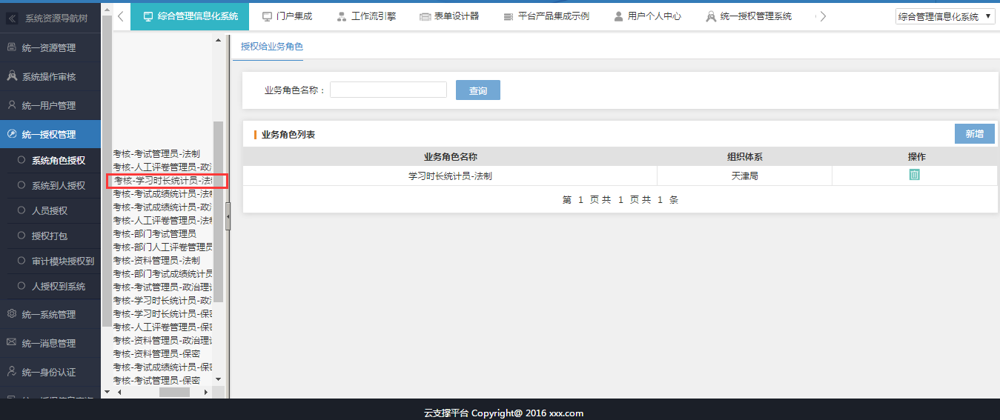 系统资源导航树
综合管理信息化系统
门户集成
工作流引擎
表单设计器
平台产品集成示例
用户个人中心
统一授权管理系统
综合管理信息化系统
统一资源管理
系统操作审核
统一用户管理
统一授权管理
系统角色授权
系统到人授权
人员授权
授权打包
审计模块授权到
人授权到系统
统一系统管理
统一消息管理
统一身份认证
考核-考试管理员-法制
考核-人工评卷管理员-政
考核-学习时长统计员-法
考核-考试成绩统计员-法
考核-考试成绩统计员-政
考核-人工评卷管理员-法
考核-部门考试管理员
考核-部门人工评卷管理员
考核-资料管理员-法制
考核-部门考试成绩统计员
考核-考试管理员-政治理
考核-学习时长统计员-政
考核-学习时长统计员-保
考核-人工评卷管理员-保
考核-资料管理员-政治理
考核-资料管理员-保密
考核-考试成绩统计员-保
考核-考试管理员-保密
授权给业务角色
业务角色名称：
查询
业务角色列表
新增
业务角色名称 组织体系 操作
学习时长统计员-法制 天津局
第 1 页 共 1 页 共 1 条
云支撑平台 Copyright@ 2016 xxx.com